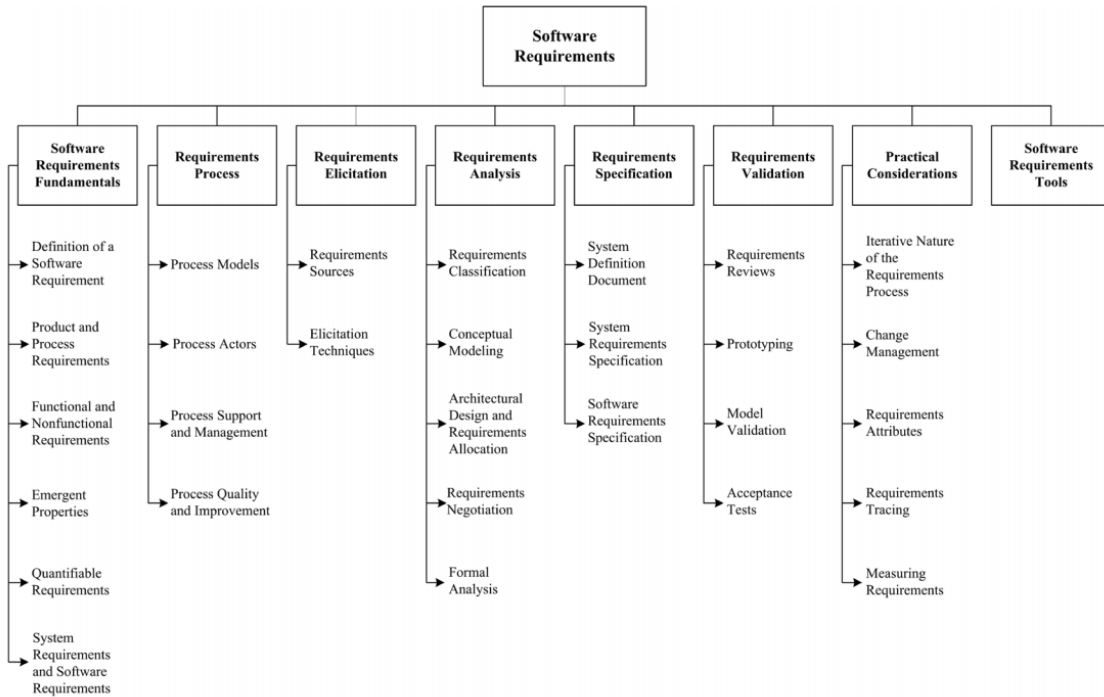 Software
Requirements
Software
Requirements
Fundamentals
Requirements
Process
Requirements
Elicitation
Requirements
Analysis
Requirements
Specification
Requirements
Validation
Practical
Considerations
Software
Requirements
Tools
Definition of a
Software
Requirement
Product and
Process
Requirements
Functional and
Nonfunctional
Requirements
Emergent
Properties
Quantifiable
Requirements
System
Requirements
and Software
Requirements
Process Models
Process Actors
Process Support
and Management
Process Quality
and Improvement
Requirements
Sources
Elicitation
Techniques
Requirements
Classification
Conceptual
Modeling
Architectural
Design and
Requirements
Allocation
Requirements
Negotiation
Formal
Analysis
System
Definition
Document
System
Requirements
Specification
Software
Requirements
Specification
Requirements
Reviews
Prototyping
Model
Validation
Acceptance
Tests
Iterative Nature
of the
Requirements
Process
Change
Management
Requirements
Attributes
Requirements
Tracing
Measuring
Requirements